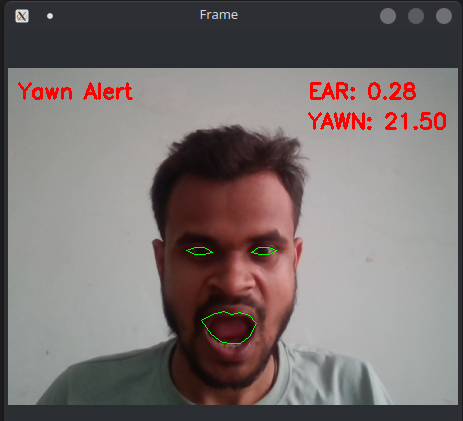 Frame
Yawn Alert
EAR: 0.28
YAWN: 21.50